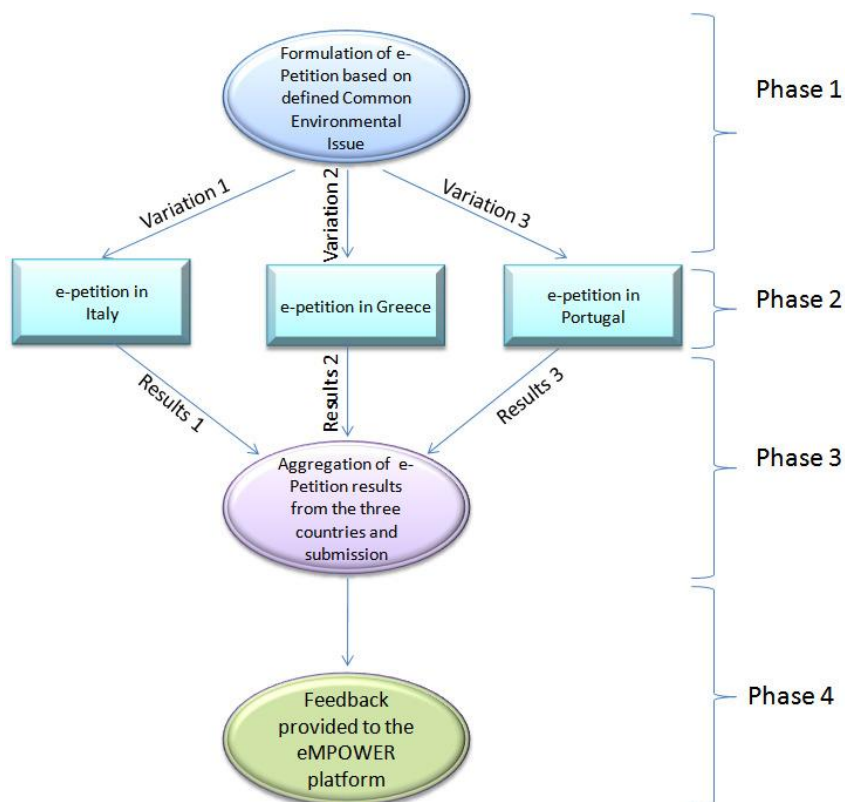 Formulation of e-
Petition based on
defined Common
Environmental
Issue
Phase 1
Variation 1
Variation 2
Variation 3
e-petition in
Italy
e-petition in Greece
e-petition in
Portugal
Phase 2
Results 1
Results 2
Results 3
Aggregation of e-
Petition results
from the three
countries and
submission
Phase 3
Feedback
provided to the
eMPOWER
platform
Phase 4